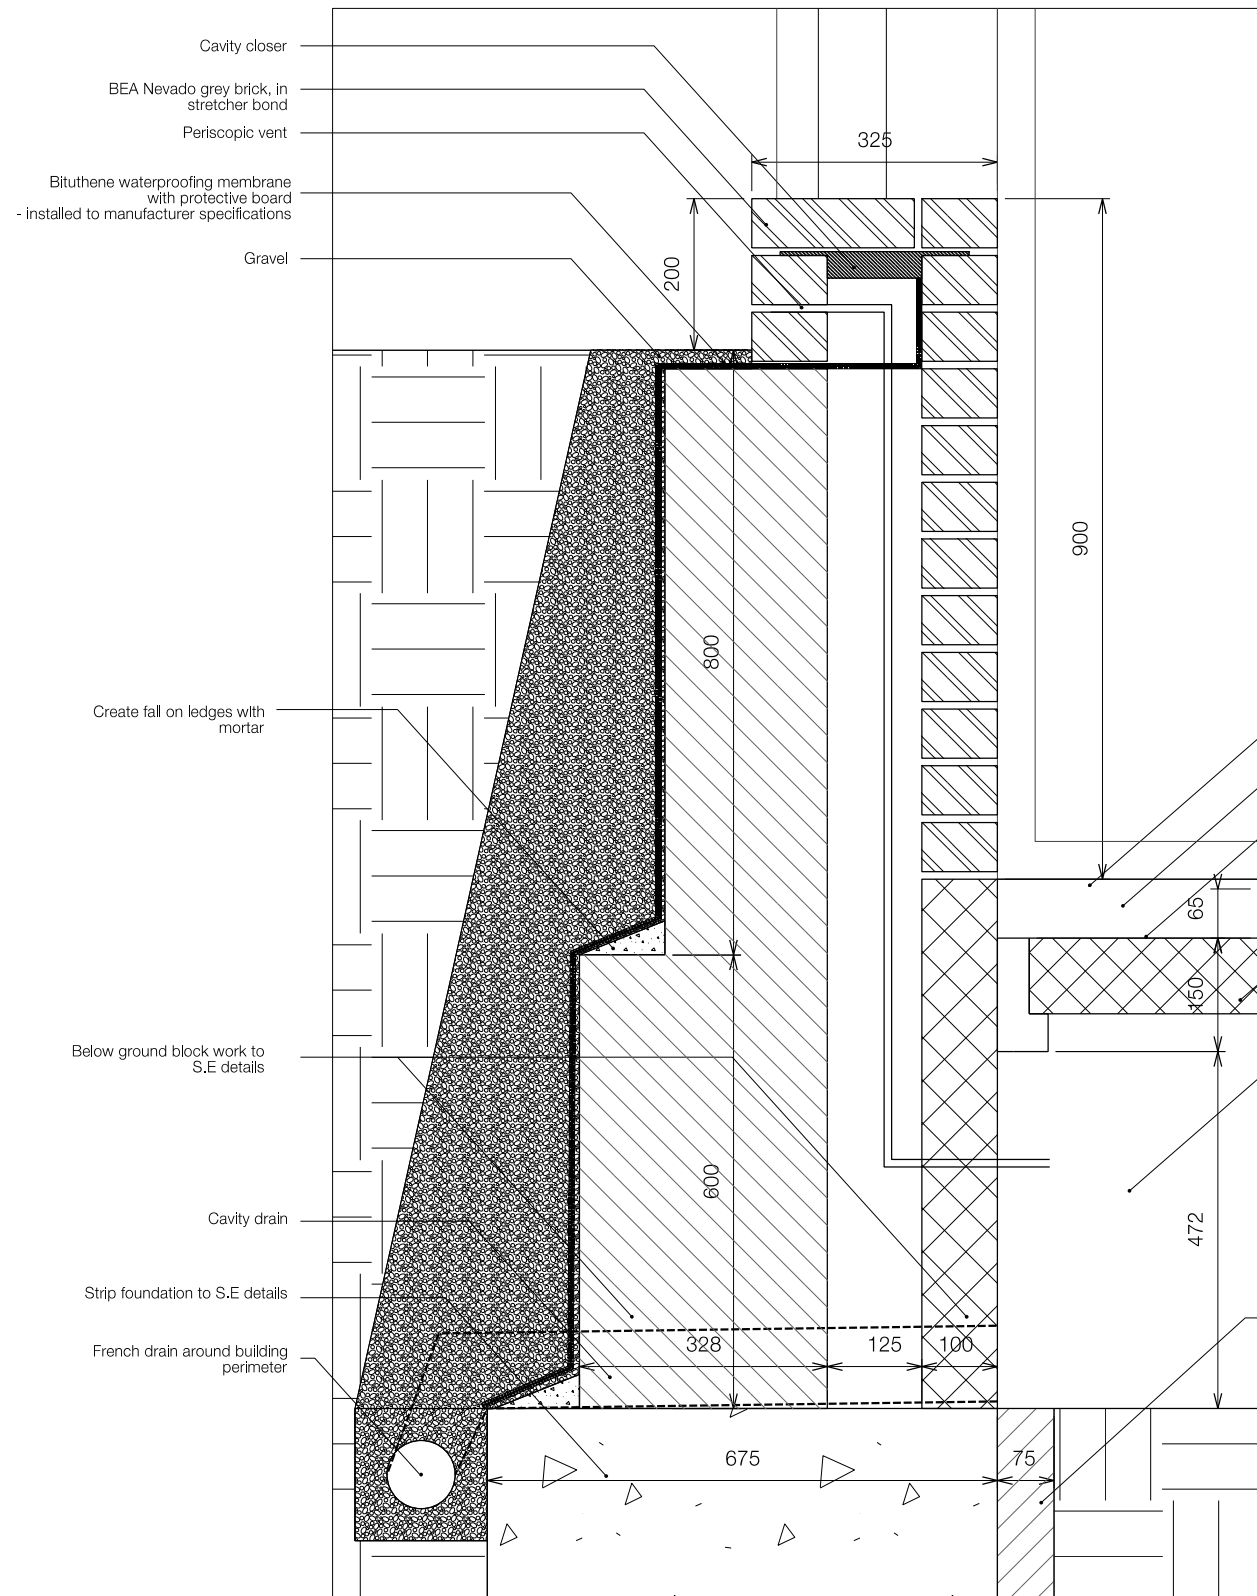 Cavity closer
BEA Nevado grey brick, in
stretcher bond
Periscopic vent
Bituthene waterproofing membrane
with protective board
- installed to manufacturer specifications
Gravel
325
200
900
800
Create fall on ledges with
mortar
65
150
Below ground block work to
S.E details
600
472
Cavity drain
Strip foundation to S.E details
French drain around building
perimeter
328
125
100
675
75